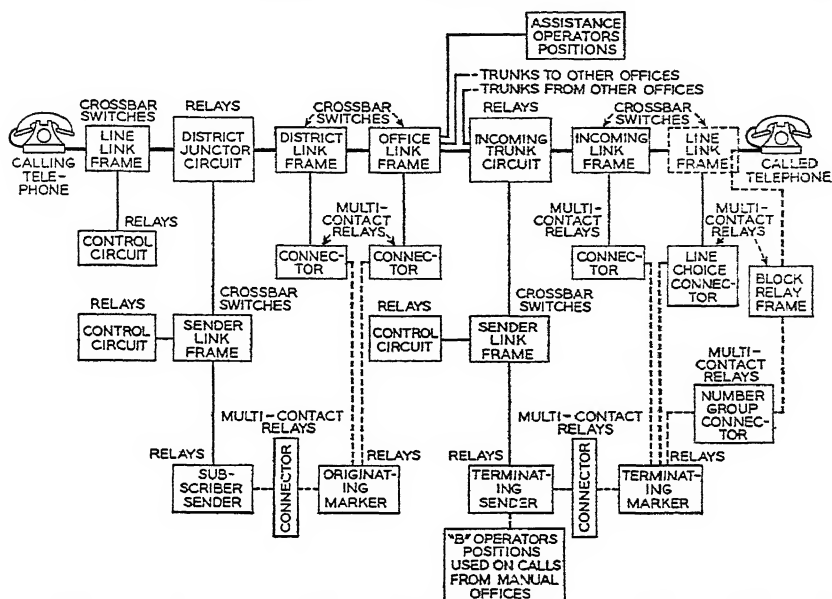 ASSISTANCE
OPERATORS
POSITIONS
TRUNKS TO OTHER OFFICES
TRUNKS FROM OTHER OFFICES
CALLING
TELE-
PHONE
CROSSBAR
SWITCHES
LINE
LINK
FRAME
RELAYS
DISTRICT
JUNCTOR
CIRCUIT
CROSSBAR
SWITCHES
DISTRICT
LINK
FRAME
OFFICE
LINK
FRAME
RELAYS
INCOMING
TRUNK
CIRCUIT
CROSSBAR
SWITCHES
INCOMING
LINK
FRAME
LINE
LINK
FRAME
CALLED
TELEPHONE
RELAYS
CONTROL
CIRCUIT
MULTI-
CONTACT
RELAYS
CONNEC-
TOR
CONNEC-
TOR
MULTI-
CONTACT
RELAYS
CONNEC-
TOR
MULTI-
CONTACT
RELAYS
LINE
CHOICE
CONNEC-
TOR
BLOCK
RELAY
FRAME
RELAYS
CONTROL
CIRCUIT
CROSSBAR
SWITCHES
SENDER
LINK
FRAME
RELAYS
CONTROL
CIRCUIT
CROSSBAR
SWITCHES
SENDER
LINK
FRAME
MULTI-
CONTACT
RELAYS
NUMBER
GROUP
CONNEC-
TOR
RELAYS
SUB-
SCRIBER
SENDER
MULTI-CONTACT
RELAYS
CONNECTOR
RELAYS
ORIGINAT-
ING
MARKER
RELAYS
TERMINAT-
ING
SENDER
MULTI-CONTACT
RELAYS
CONNECTOR
RELAYS
TERMINAT-
ING
MARKER
"B" OPERATORS
POSITIONS
USED ON CALLS
FROM MANUAL
OFFICES